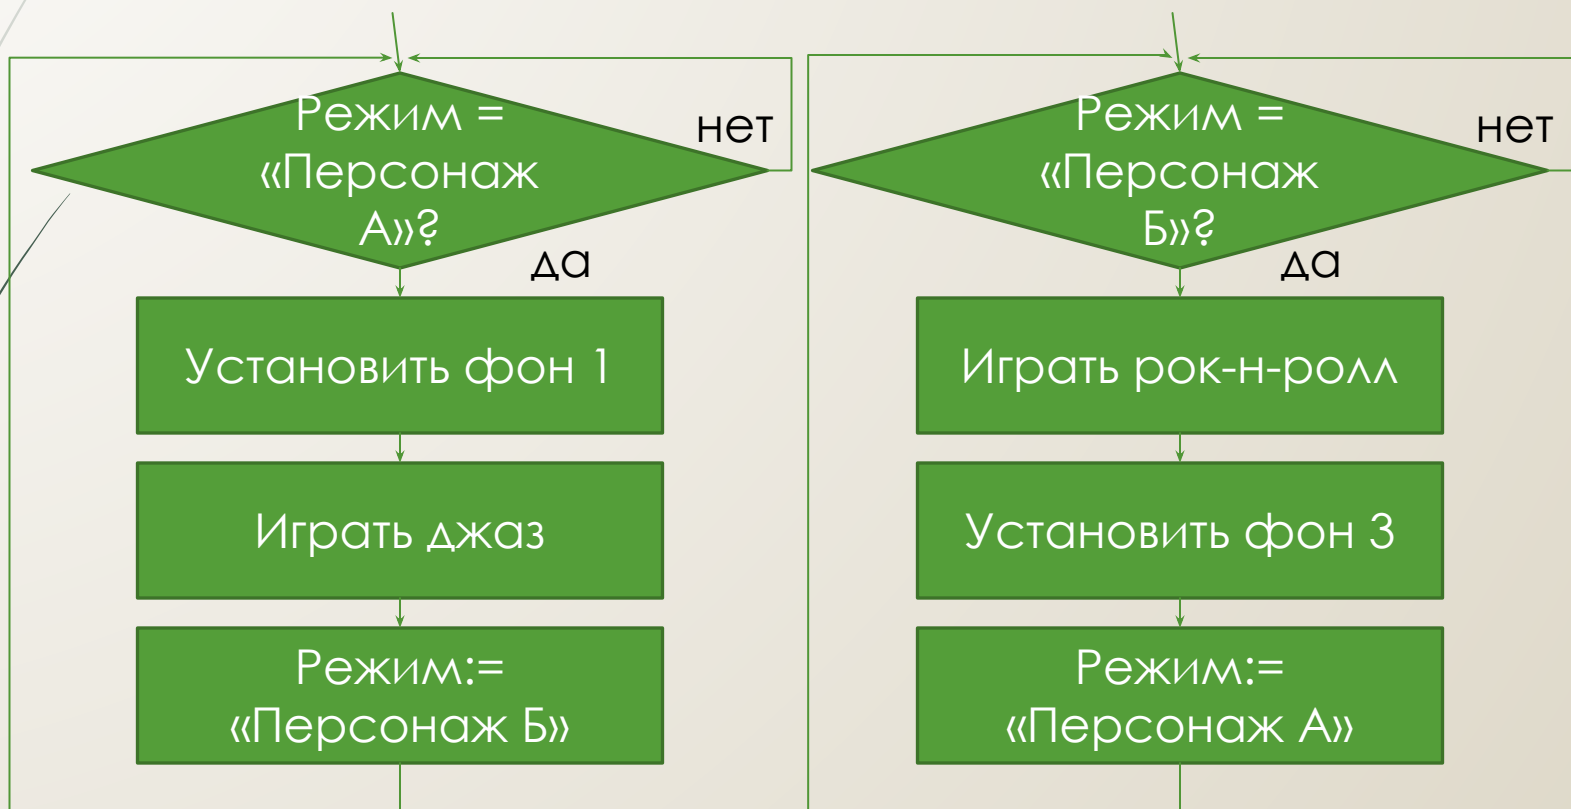 Режим =
«Персонаж
А»?
нет
да
Установить фон 1
Играть джаз
Режим:=
«Персонаж Б»
Режим =
«Персонаж
Б»?
нет
да
Играть рок-н-ролл
Установить фон 3
Режим:=
«Персонаж А»